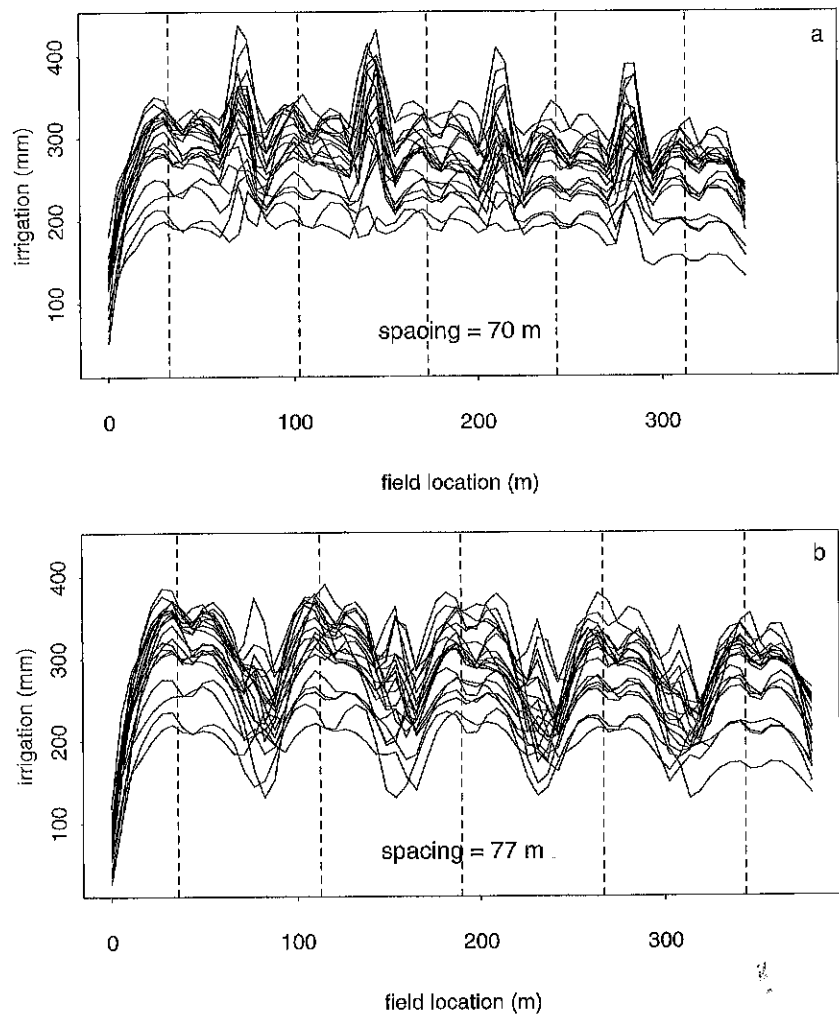 a
400
300
200
100
irrigation (mm)
spacing = 70 m
0
100
200
300
field location (m)
b
400
300
200
100
irrigation (mm)
spacing = 77 m
0
100
200
300
field location (m)